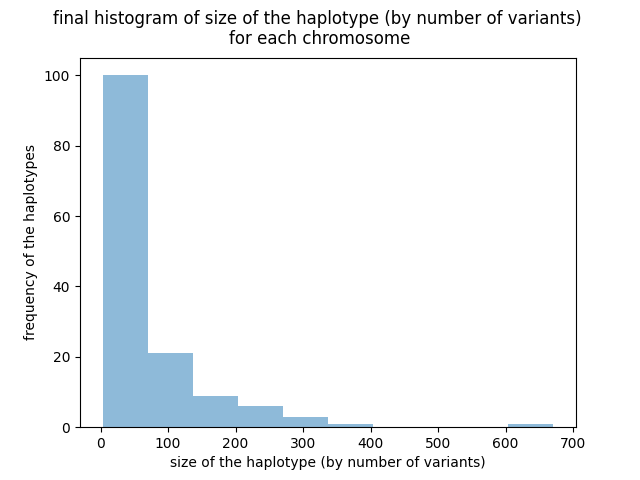 final histogram of size of the haplotype (by number of variants)
for each chromosome
100
80
60
40
20
0
frequency of the haplotypes
0 100 200 300 400 500 600 700
size of the haplotype (by number of variants)